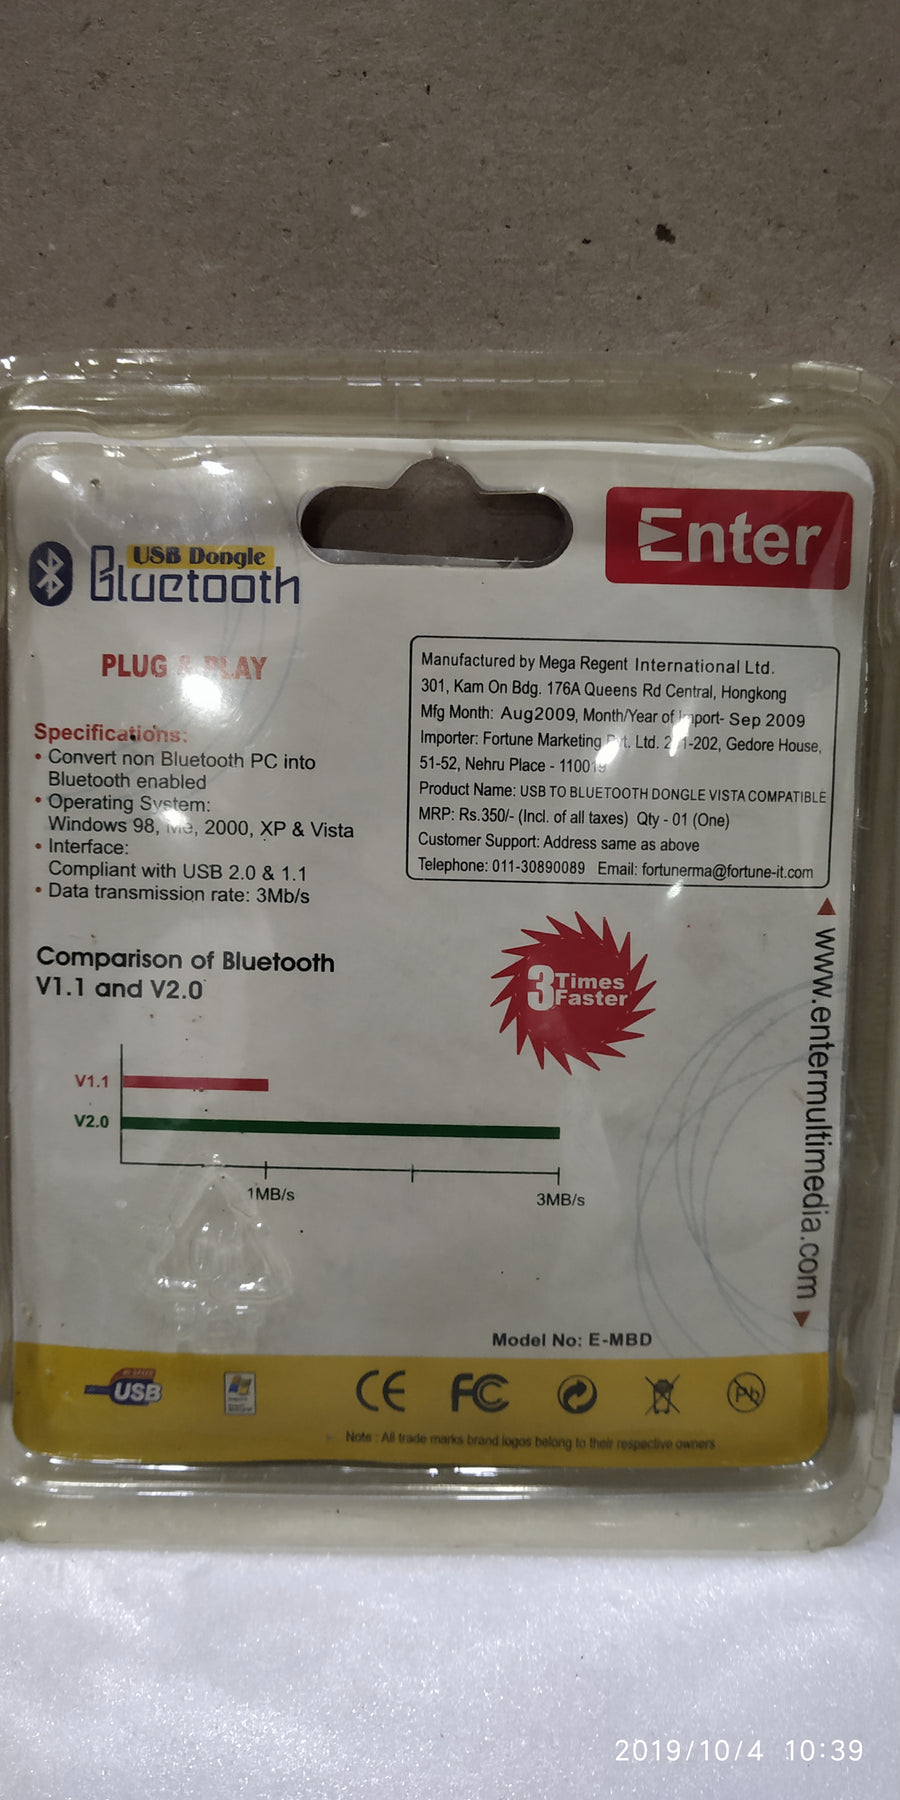 USB Dongle
Bluetooth
Enter
PLUG & PLAY
Specifications:
• Convert non Bluetooth PC into
Bluetooth enabled
• Operating System:
Windows 98, Me, 2000, XP & Vista
• Interface:
Compliant with USB 2.0 & 1.1
• Data transmission rate: 3Mb/s
Manufactured by Mega Regent International Ltd.
301, Kam On Bdg. 176A Queens Rd Central, Hongkong
Mfg Month: Aug2009, Month/Year of Import- Sep 2009
Importer: Fortune Marketing Pvt. Ltd. 201-202, Gedore House,
51-52, Nehru Place - 110019
Product Name: USB TO BLUETOOTH DONGLE VISTA COMPATIBLE
MRP: Rs.350/- (Incl. of all taxes) Qty - 01 (One)
Customer Support: Address same as above
Telephone: 011-30890089 Email: fortunerma@fortune-it.com
3 Times
Faster
Comparison of Bluetooth
V1.1 and V2.0
V1.1
V2.0
1MB/s
3MB/s
www.entermultimedia.com
Model No: E-MBD
USB
CE
FC
Pb
Note : All trade marks brand logos belong to their respective owners
2019/10/4 10:39